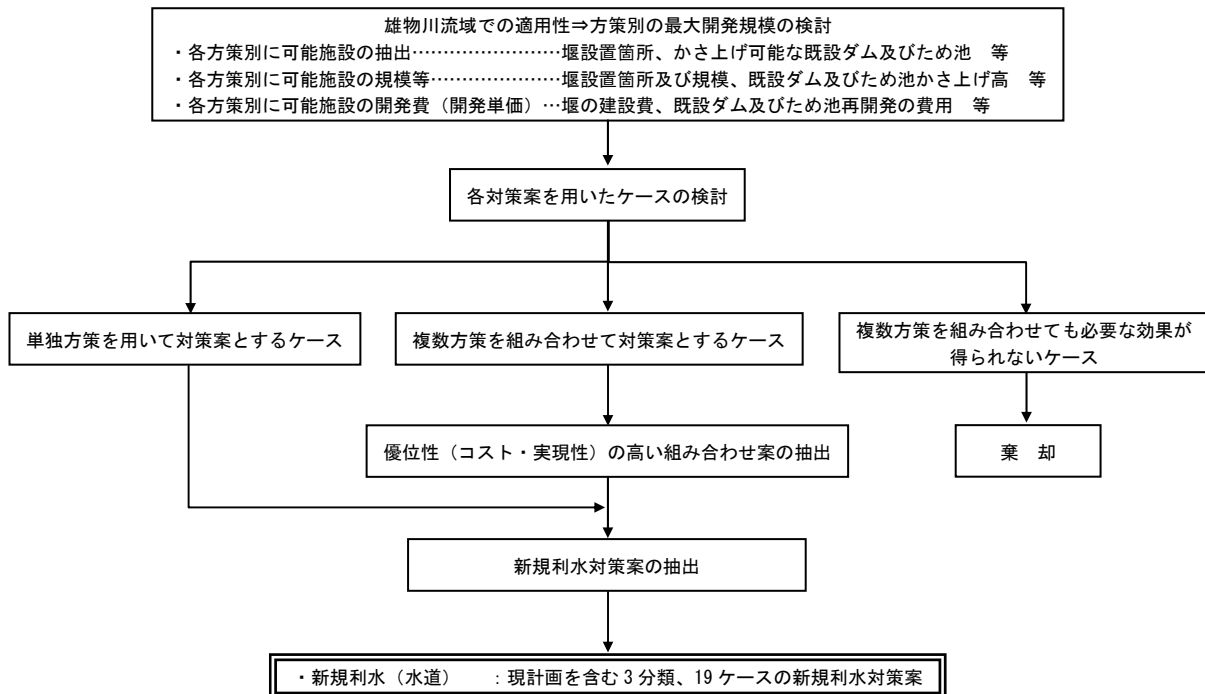 雄物川流域での適用性⇒方策別の最大開発規模の検討
・各方策別に可能施設の抽出……………………堰設置箇所、かさ上げ可能な既設ダム及びため池　等
・各方策別に可能施設の規模等…………………堰設置箇所及び規模、既設ダム及びため池かさ上げ高　等
・各方策別に可能施設の開発費（開発単価）…堰の建設費、既設ダム及びため池再開発の費用　等
各対策案を用いたケースの検討
単独方策を用いて対策案とするケース
複数方策を組み合わせて対策案とするケース
複数方策を組み合わせても必要な効果が
得られないケース
優位性（コスト・実現性）の高い組み合わせ案の抽出
棄　却
新規利水対策案の抽出
・新規利水（水道）　　：現計画を含む 3 分類、19 ケースの新規利水対策案